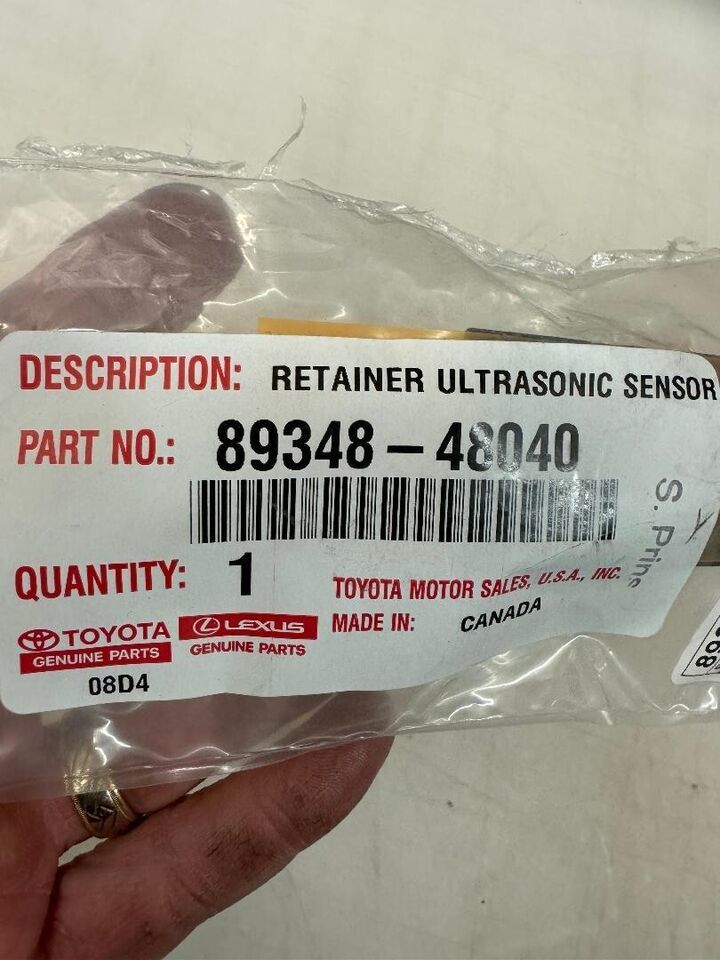 DESCRIPTION: RETAINER ULTRASONIC SENSOR
PART NO.: 89348-48040
S. Prins
QUANTITY: 1
TOYOTA MOTOR SALES, U.S.A., INC.
MADE IN: CANADA
TOYOTA
GENUINE PARTS
LEXUS
GENUINE PARTS
08D4